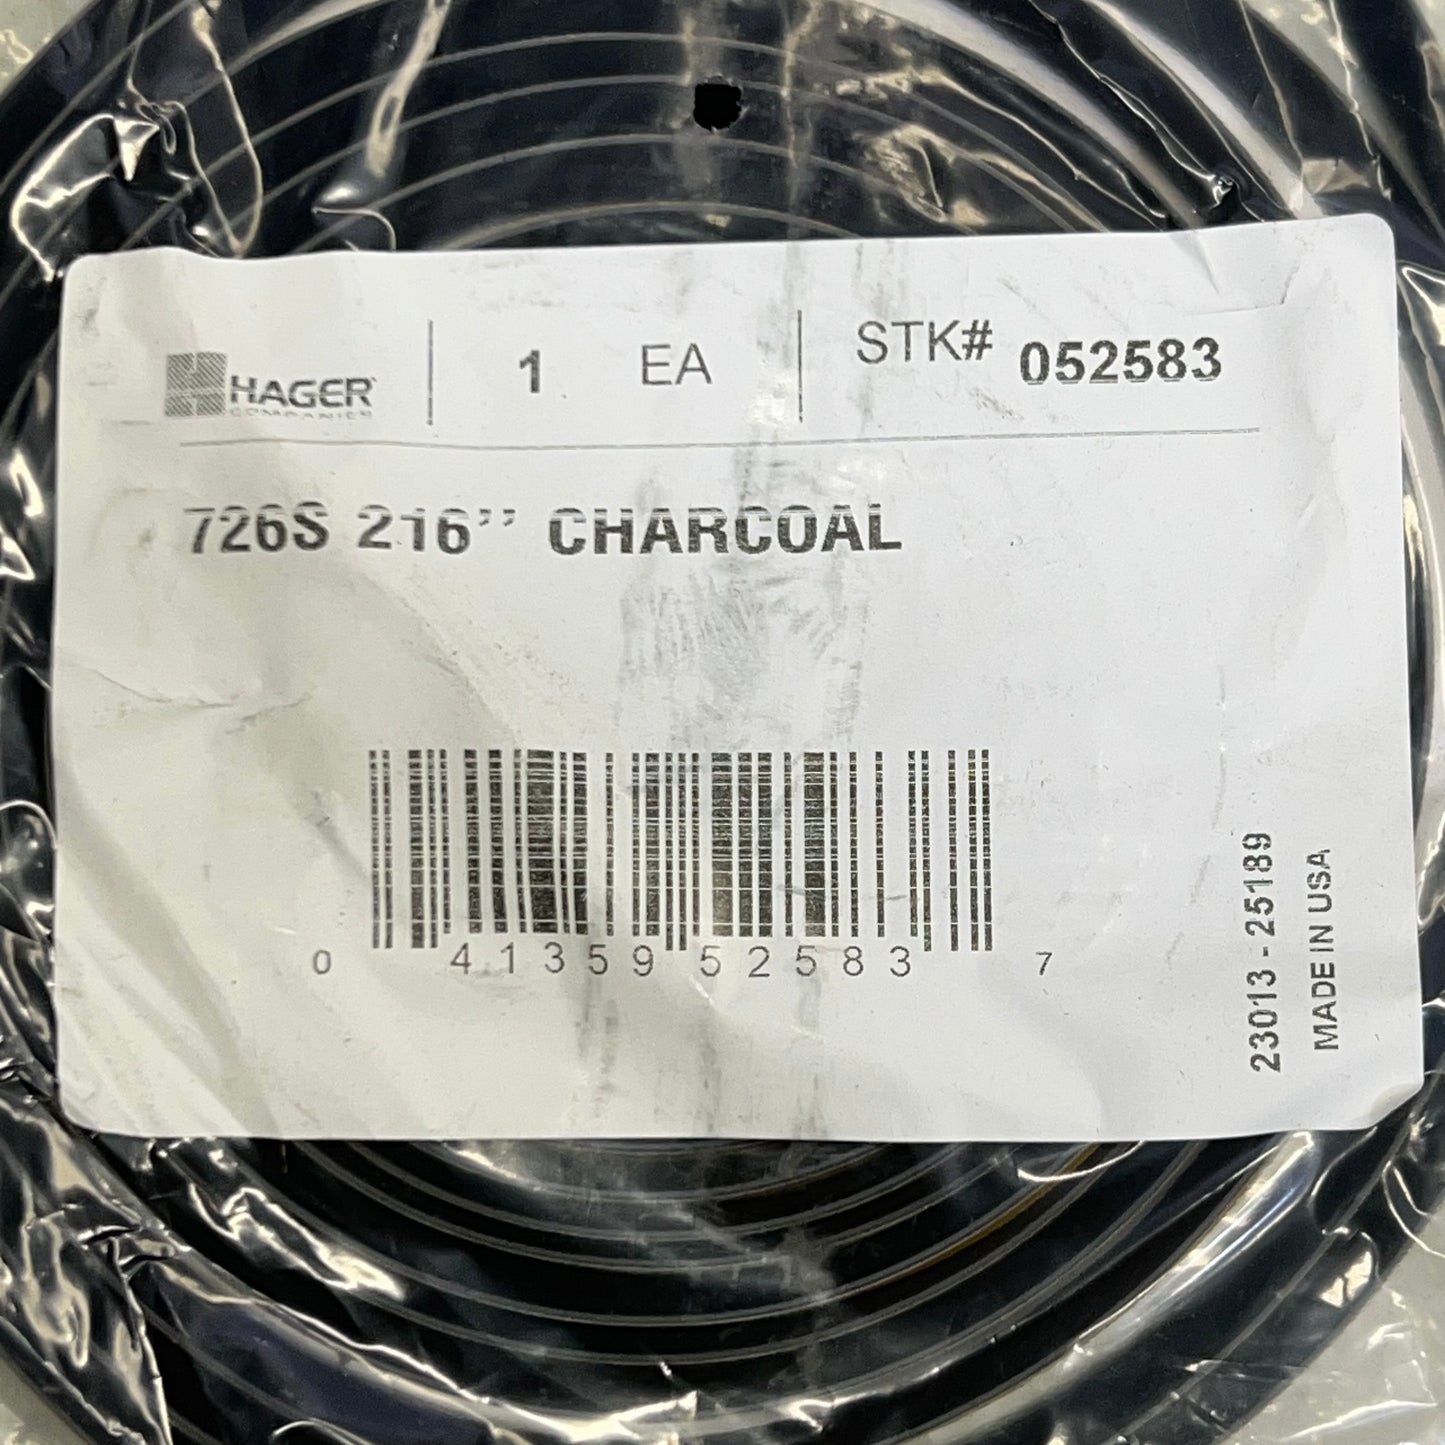 HAGER
COMPANIES
1 EA
STK# 052583
726S 216’’ CHARCOAL
0 41359 52583 7
23013 - 25189
MADE IN USA